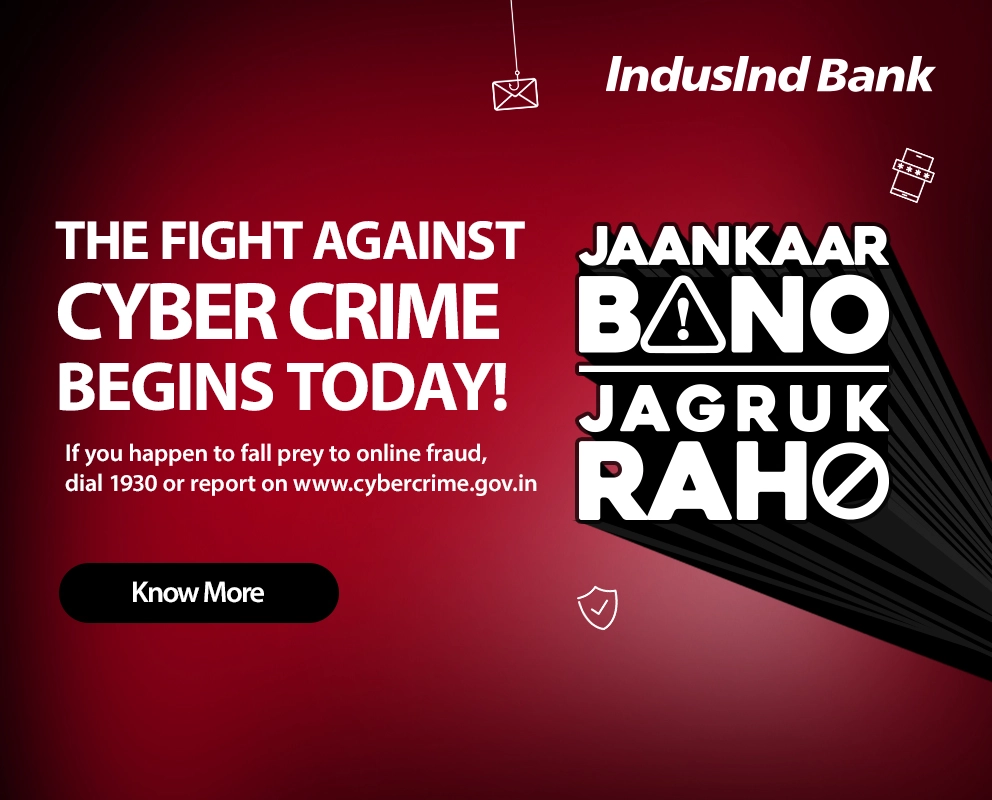 IndusInd Bank
THE FIGHT AGAINST
CYBER CRIME
BEGINS TODAY!
If you happen to fall prey to online fraud,
dial 1930 or report on www.cybercrime.gov.in
Know More
JAANKAAR
BANO
JAGRUK
RAHO